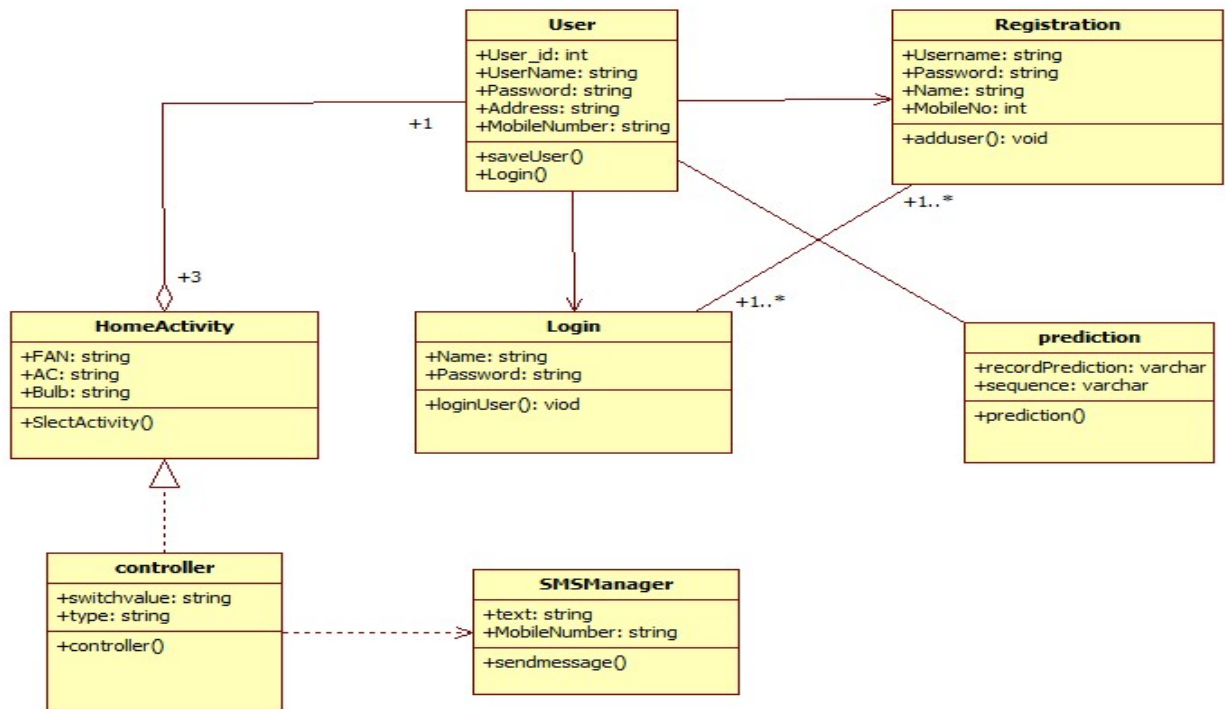 User
+User_id: int
+UserName: string
+Password: string
+Address: string
+MobileNumber: string
+saveUser()
+Login()
Registration
+Username: string
+Password: string
+Name: string
+MobileNo: int
+adduser(): void
+1
+3
+1..*
+1..*
HomeActivity
+FAN: string
+AC: string
+Bulb: string
+SlectActivity()
Login
+Name: string
+Password: string
+loginUser(): viod
prediction
+recordPrediction: varchar
+sequence: varchar
+prediction()
controller
+switchvalue: string
+type: string
+controller()
SMSManager
+text: string
+MobileNumber: string
+sendmessage()